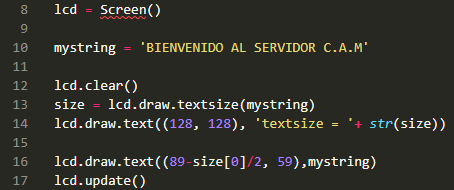 8 lcd = Screen()
9
10 mystring = 'BIENVENIDO AL SERVIDOR C.A.M'
11
12 lcd.clear()
13 size = lcd.draw.textsize(mystring)
14 lcd.draw.text((128, 128), 'textsize = '+ str(size))
15
16 lcd.draw.text((89-size[0]/2, 59),mystring)
17 lcd.update()